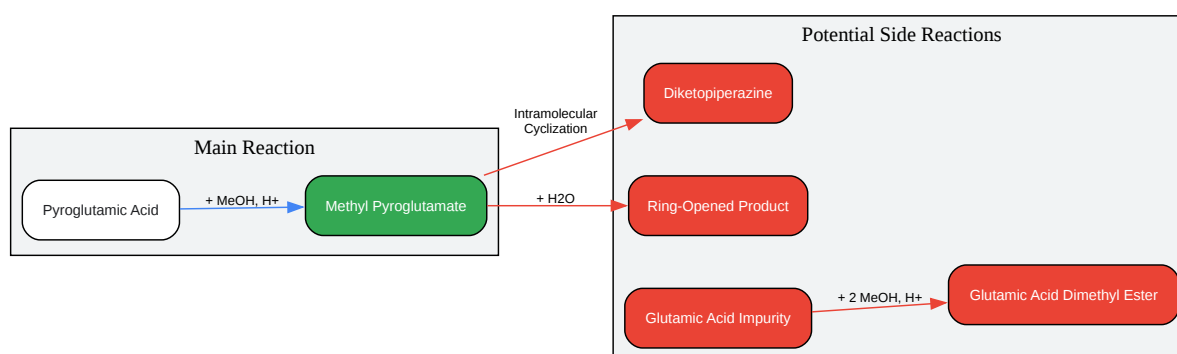 Potential Side Reactions
Diketopiperazine
Intramolecular
Cyclization
Main Reaction
Pyroglutamic Acid
+ MeOH, H+
Methyl Pyroglutamate
+ H2O
Ring-Opened Product
Glutamic Acid Impurity
+ 2 MeOH, H+
Glutamic Acid Dimethyl Ester